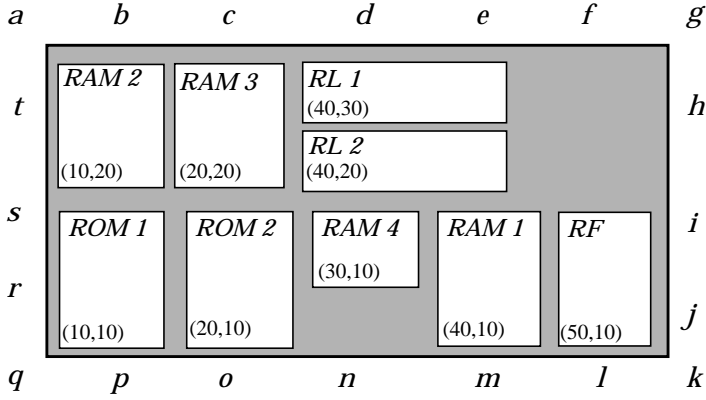 a b c d e f g
t RAM 2 RAM 3 RL 1 h
(40,30)
RL 2
(10,20) (20,20) (40,20)
s ROM 1 ROM 2 RAM 4 RAM 1 RF i
(30,10)
r j
(10,10) (20,10) (40,10) (50,10)
q p o n m l k